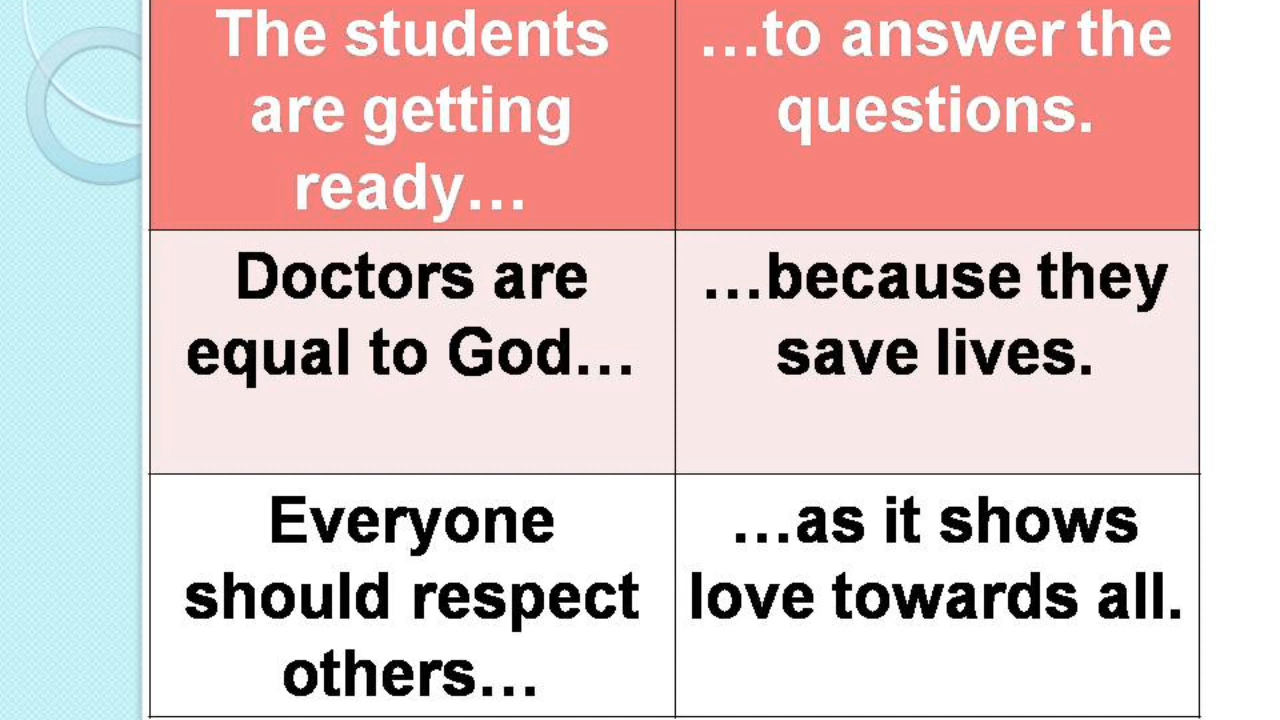 The students
are getting
ready…
…to answer the
questions.
Doctors are
equal to God…
…because they
save lives.
Everyone
should respect
others…
…as it shows
love towards all.